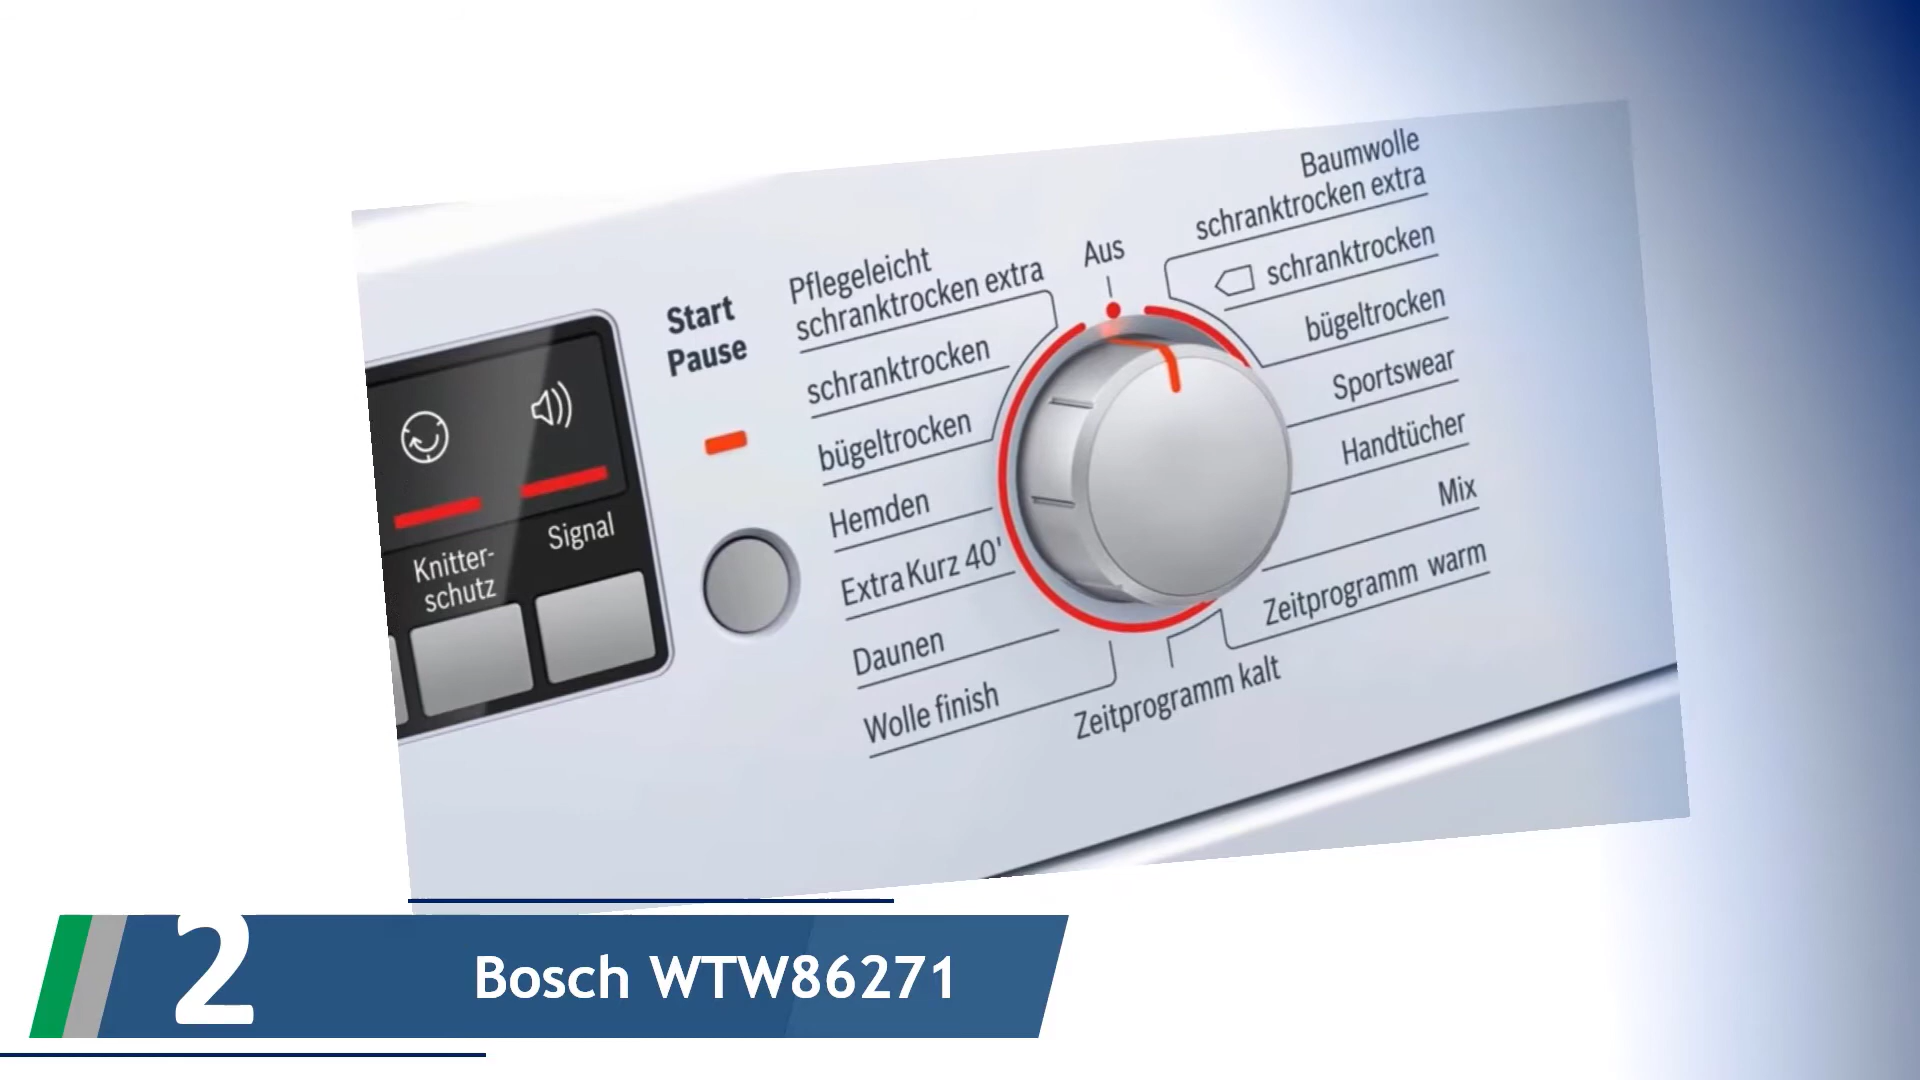 Start
Pause
Knitter-
schutz
Signal
Pflegeleicht
schranktrocken extra
schranktrocken
bügeltrocken
Hemden
Extra Kurz 40'
Daunen
Wolle finish
Aus
Baumwolle
schranktrocken extra
schranktrocken
bügeltrocken
Sportswear
Handtücher
Mix
Zeitprogramm warm
Zeitprogramm kalt
2
Bosch WTW86271